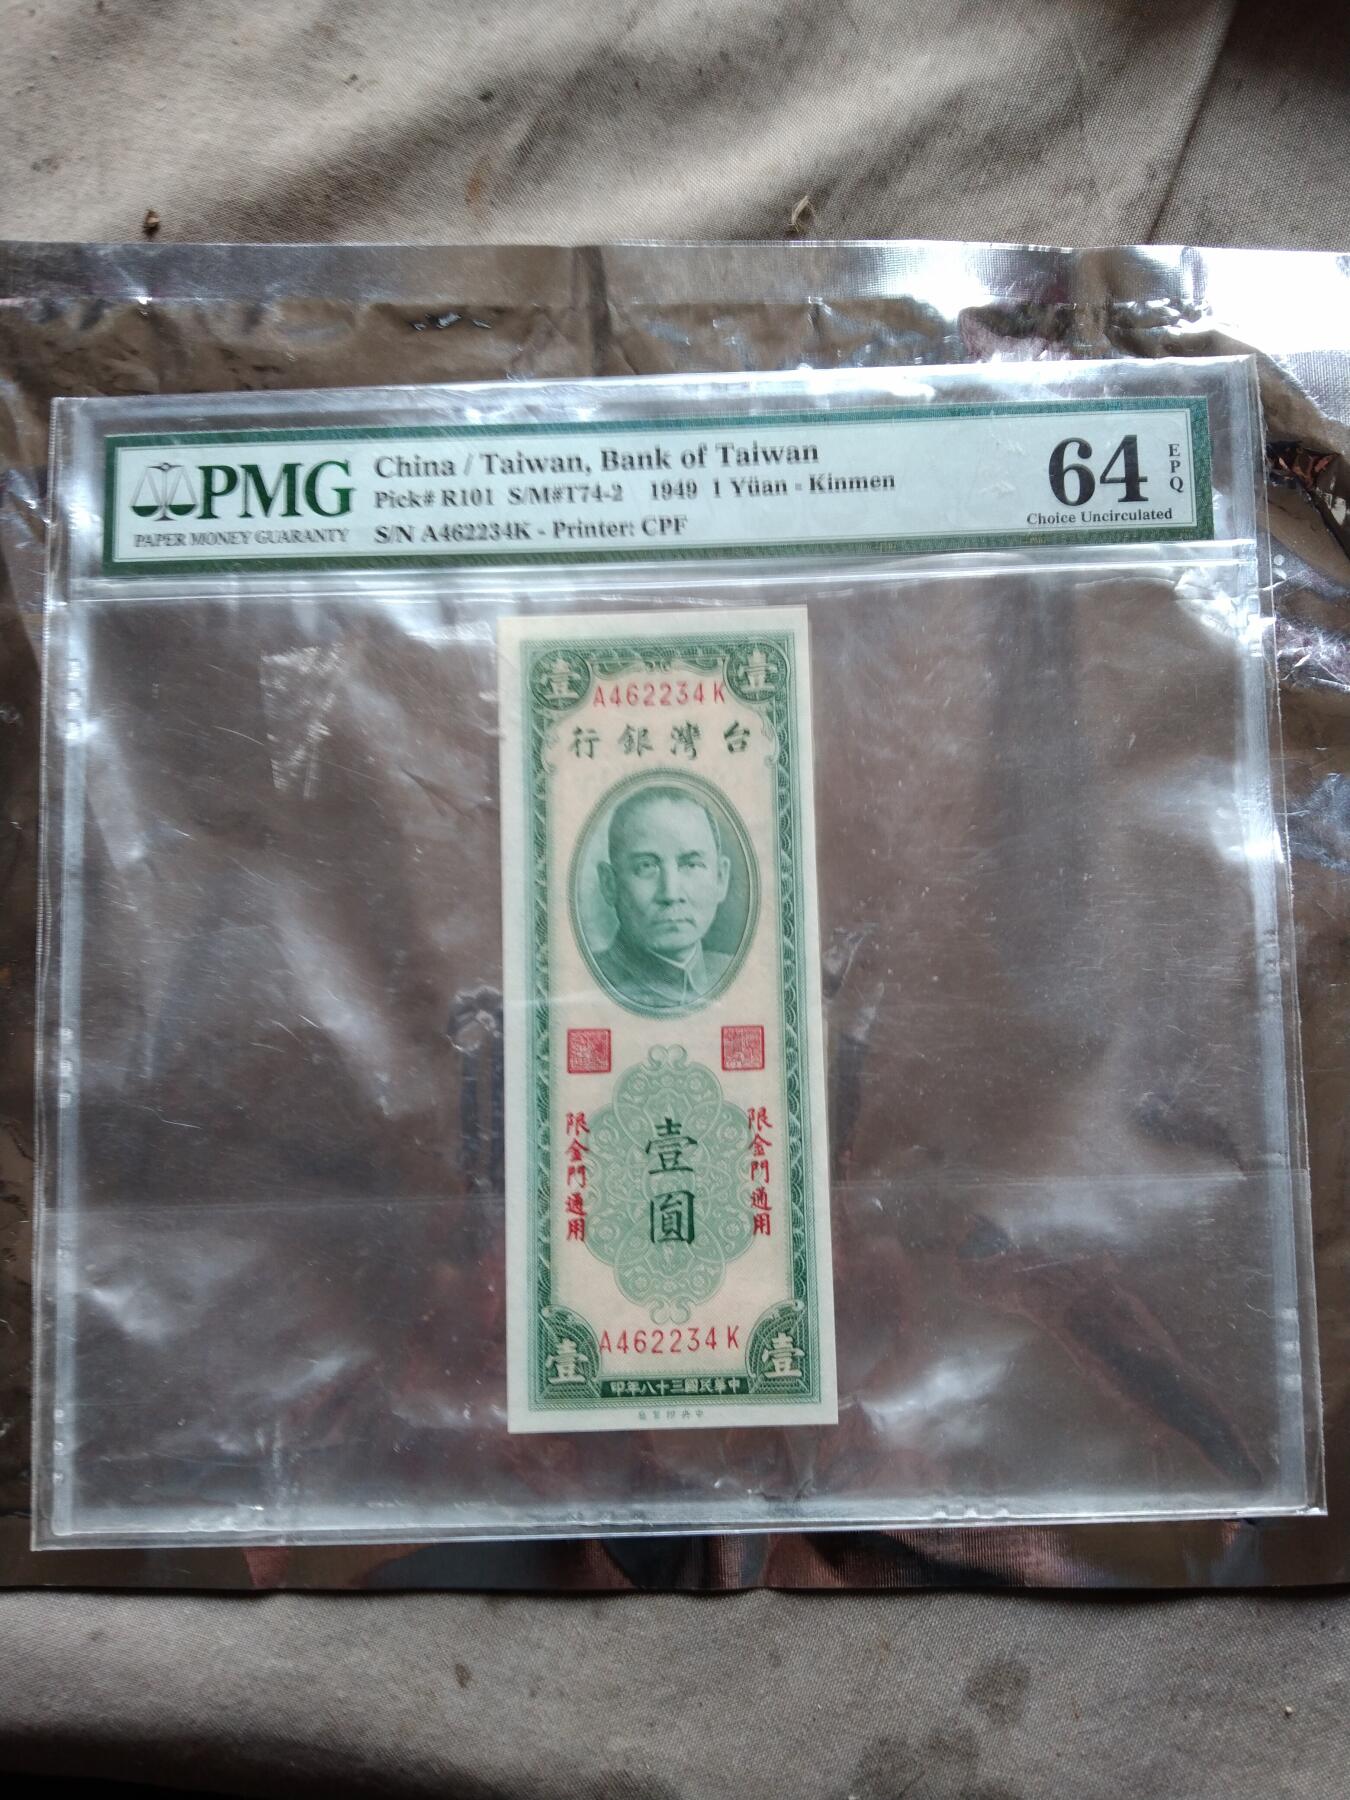 PMG
PAPER MONEY GUARANTY
China / Taiwan, Bank of Taiwan
Pick# R101 S/M#T74-2 1949 1 Yüan - Kinmen
S/N A462234K - Printer: CPF
64
EPQ
Choice Uncirculated
壹
壹
A462234K
行銀灣台
限金門通用
壹圓
限金門通用
A462234K
壹
壹
印年八十三國民華中